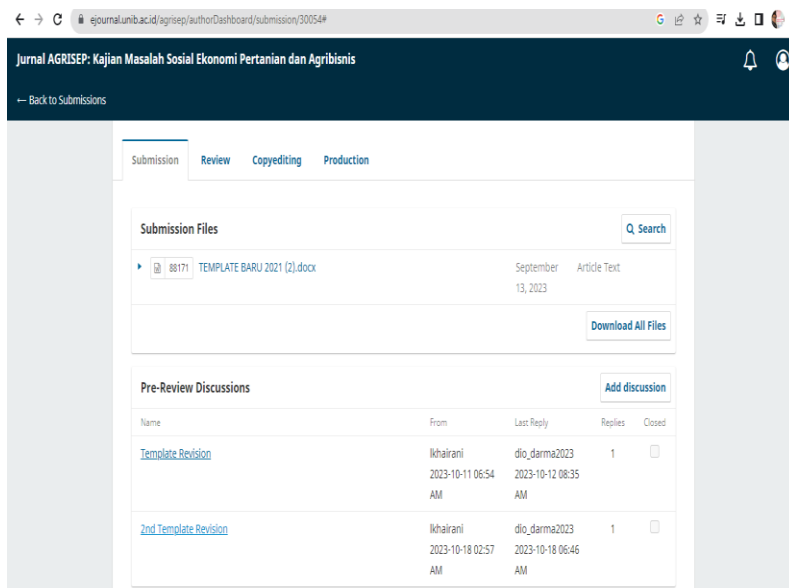 ejournal.unib.ac.id/agrisep/authorDashboard/submission/30054#
Jurnal AGRISEP: Kajian Masalah Sosial Ekonomi Pertanian dan Agribisnis
← Back to Submissions
Submission Review Copyediting Production
Submission Files
Search
88171 TEMPLATE BARU 2021 (2).docx September 13, 2023 Article Text
Download All Files
Pre-Review Discussions
Add discussion
Name From Last Reply Replies Closed
Template Revision lkhairani dio_darma2023 1
2023-10-11 06:54 2023-10-12 08:35
AM AM
2nd Template Revision lkhairani dio_darma2023 1
2023-10-18 02:57 2023-10-18 06:46
AM AM